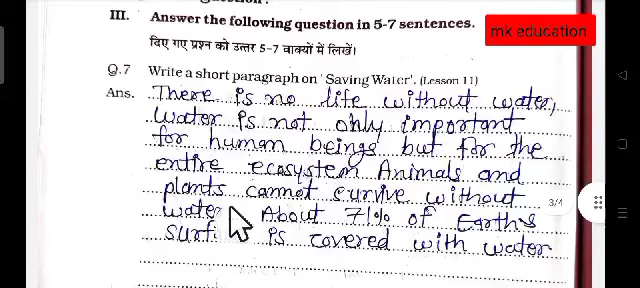 mk education
III. Answer the following question in 5-7 sentences.
दिए गए प्रश्न को उत्तर 5-7 वाक्यों में लिखें।
Q.7 Write a short paragraph on 'Saving Water'. (Lesson 11)
Ans. There is no life without water,
water is not only important
for human beings but for the
entire ecosystem Animals and
plants cannot curvive without
water About 71% of Earth's
is covered with water
3/4